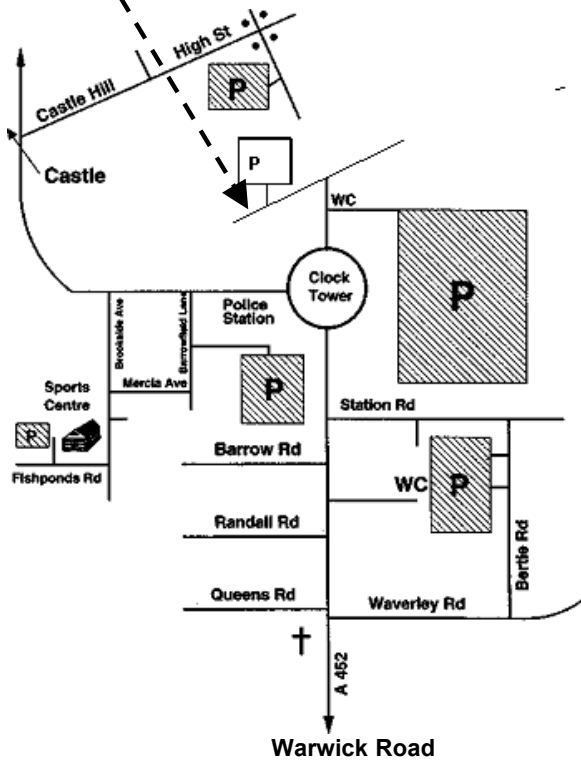 High St
Castle Hill
P
P
Castle
WC
Clock
Tower
P
Police
Station
Brookside Ave
Barrowfield Lane
Mercia Ave
P
Sports
Centre
P
Fishponds Rd
Station Rd
Barrow Rd
WC
P
Randall Rd
Bertie Rd
Queens Rd
Waverley Rd
A 452
Warwick Road